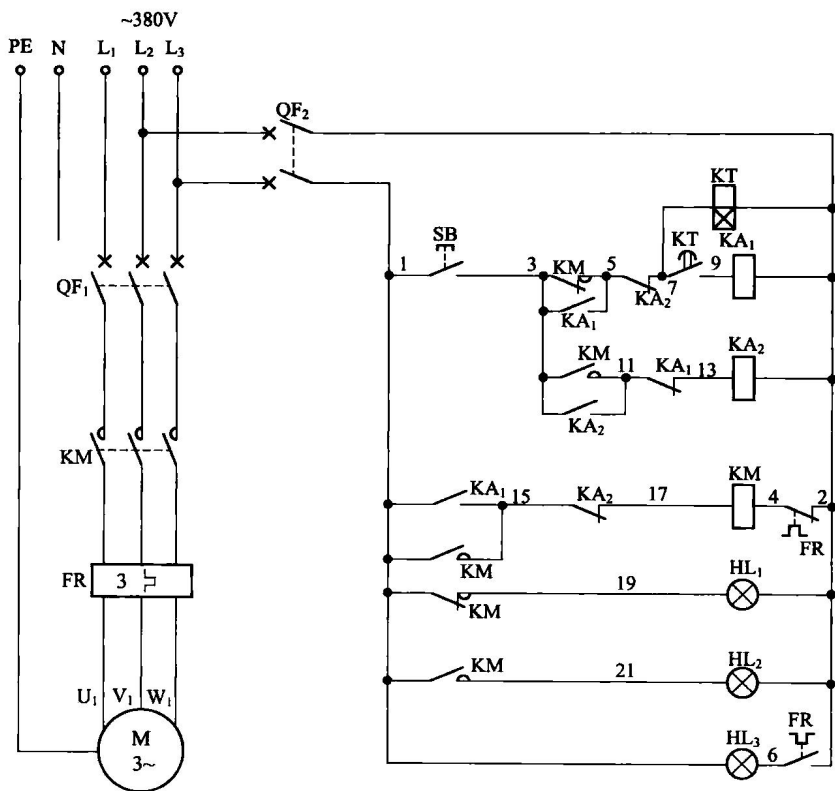 ~380V
PE N L₁ L₂ L₃
QF₂
KT
SB KT KA₁
1 3 KM 5 7 9
KA₂
QF₁
KA₁
KM KA₂
11 KA₁ 13
KA₂
KM
KA₁ 15 KA₂ 17 KM 4 2
FR
KM
FR 3
19 HL₁
KM
KM 21 HL₂
U₁ V₁ W₁
M
3~
FR
HL₃ 6